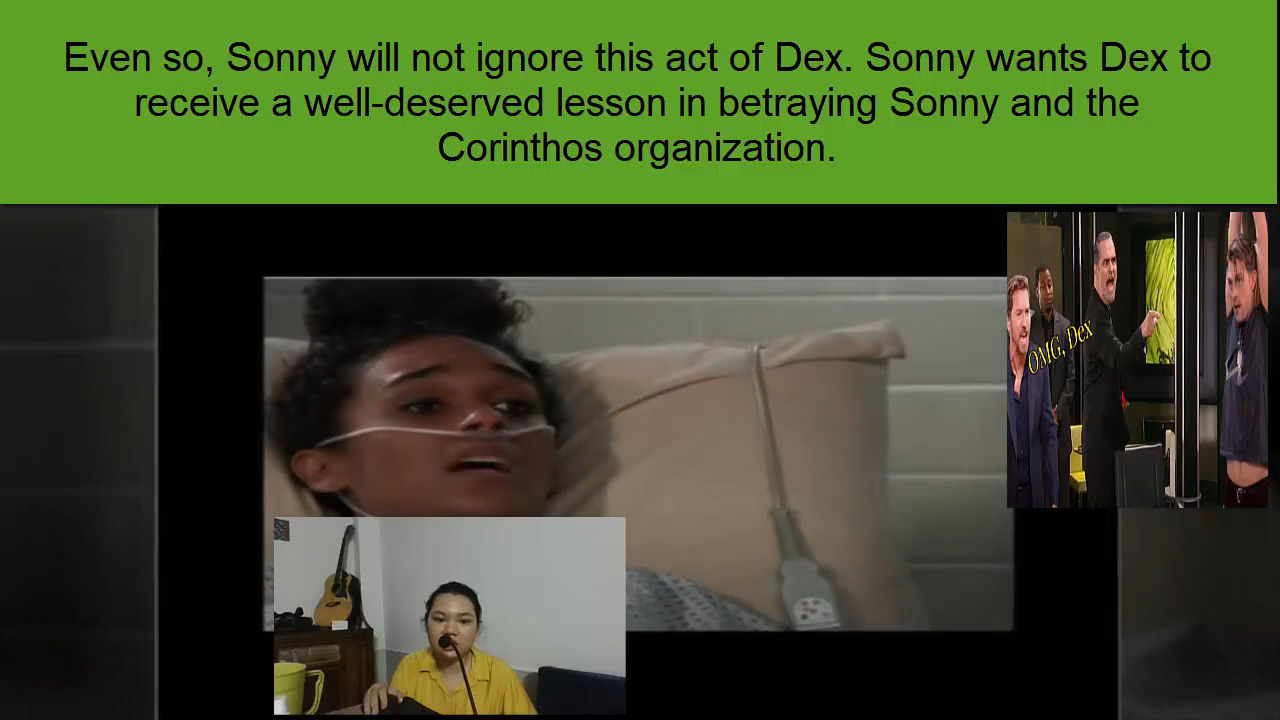 Even so, Sonny will not ignore this act of Dex. Sonny wants Dex to
receive a well-deserved lesson in betraying Sonny and the
Corinthos organization.
OMG, Dex